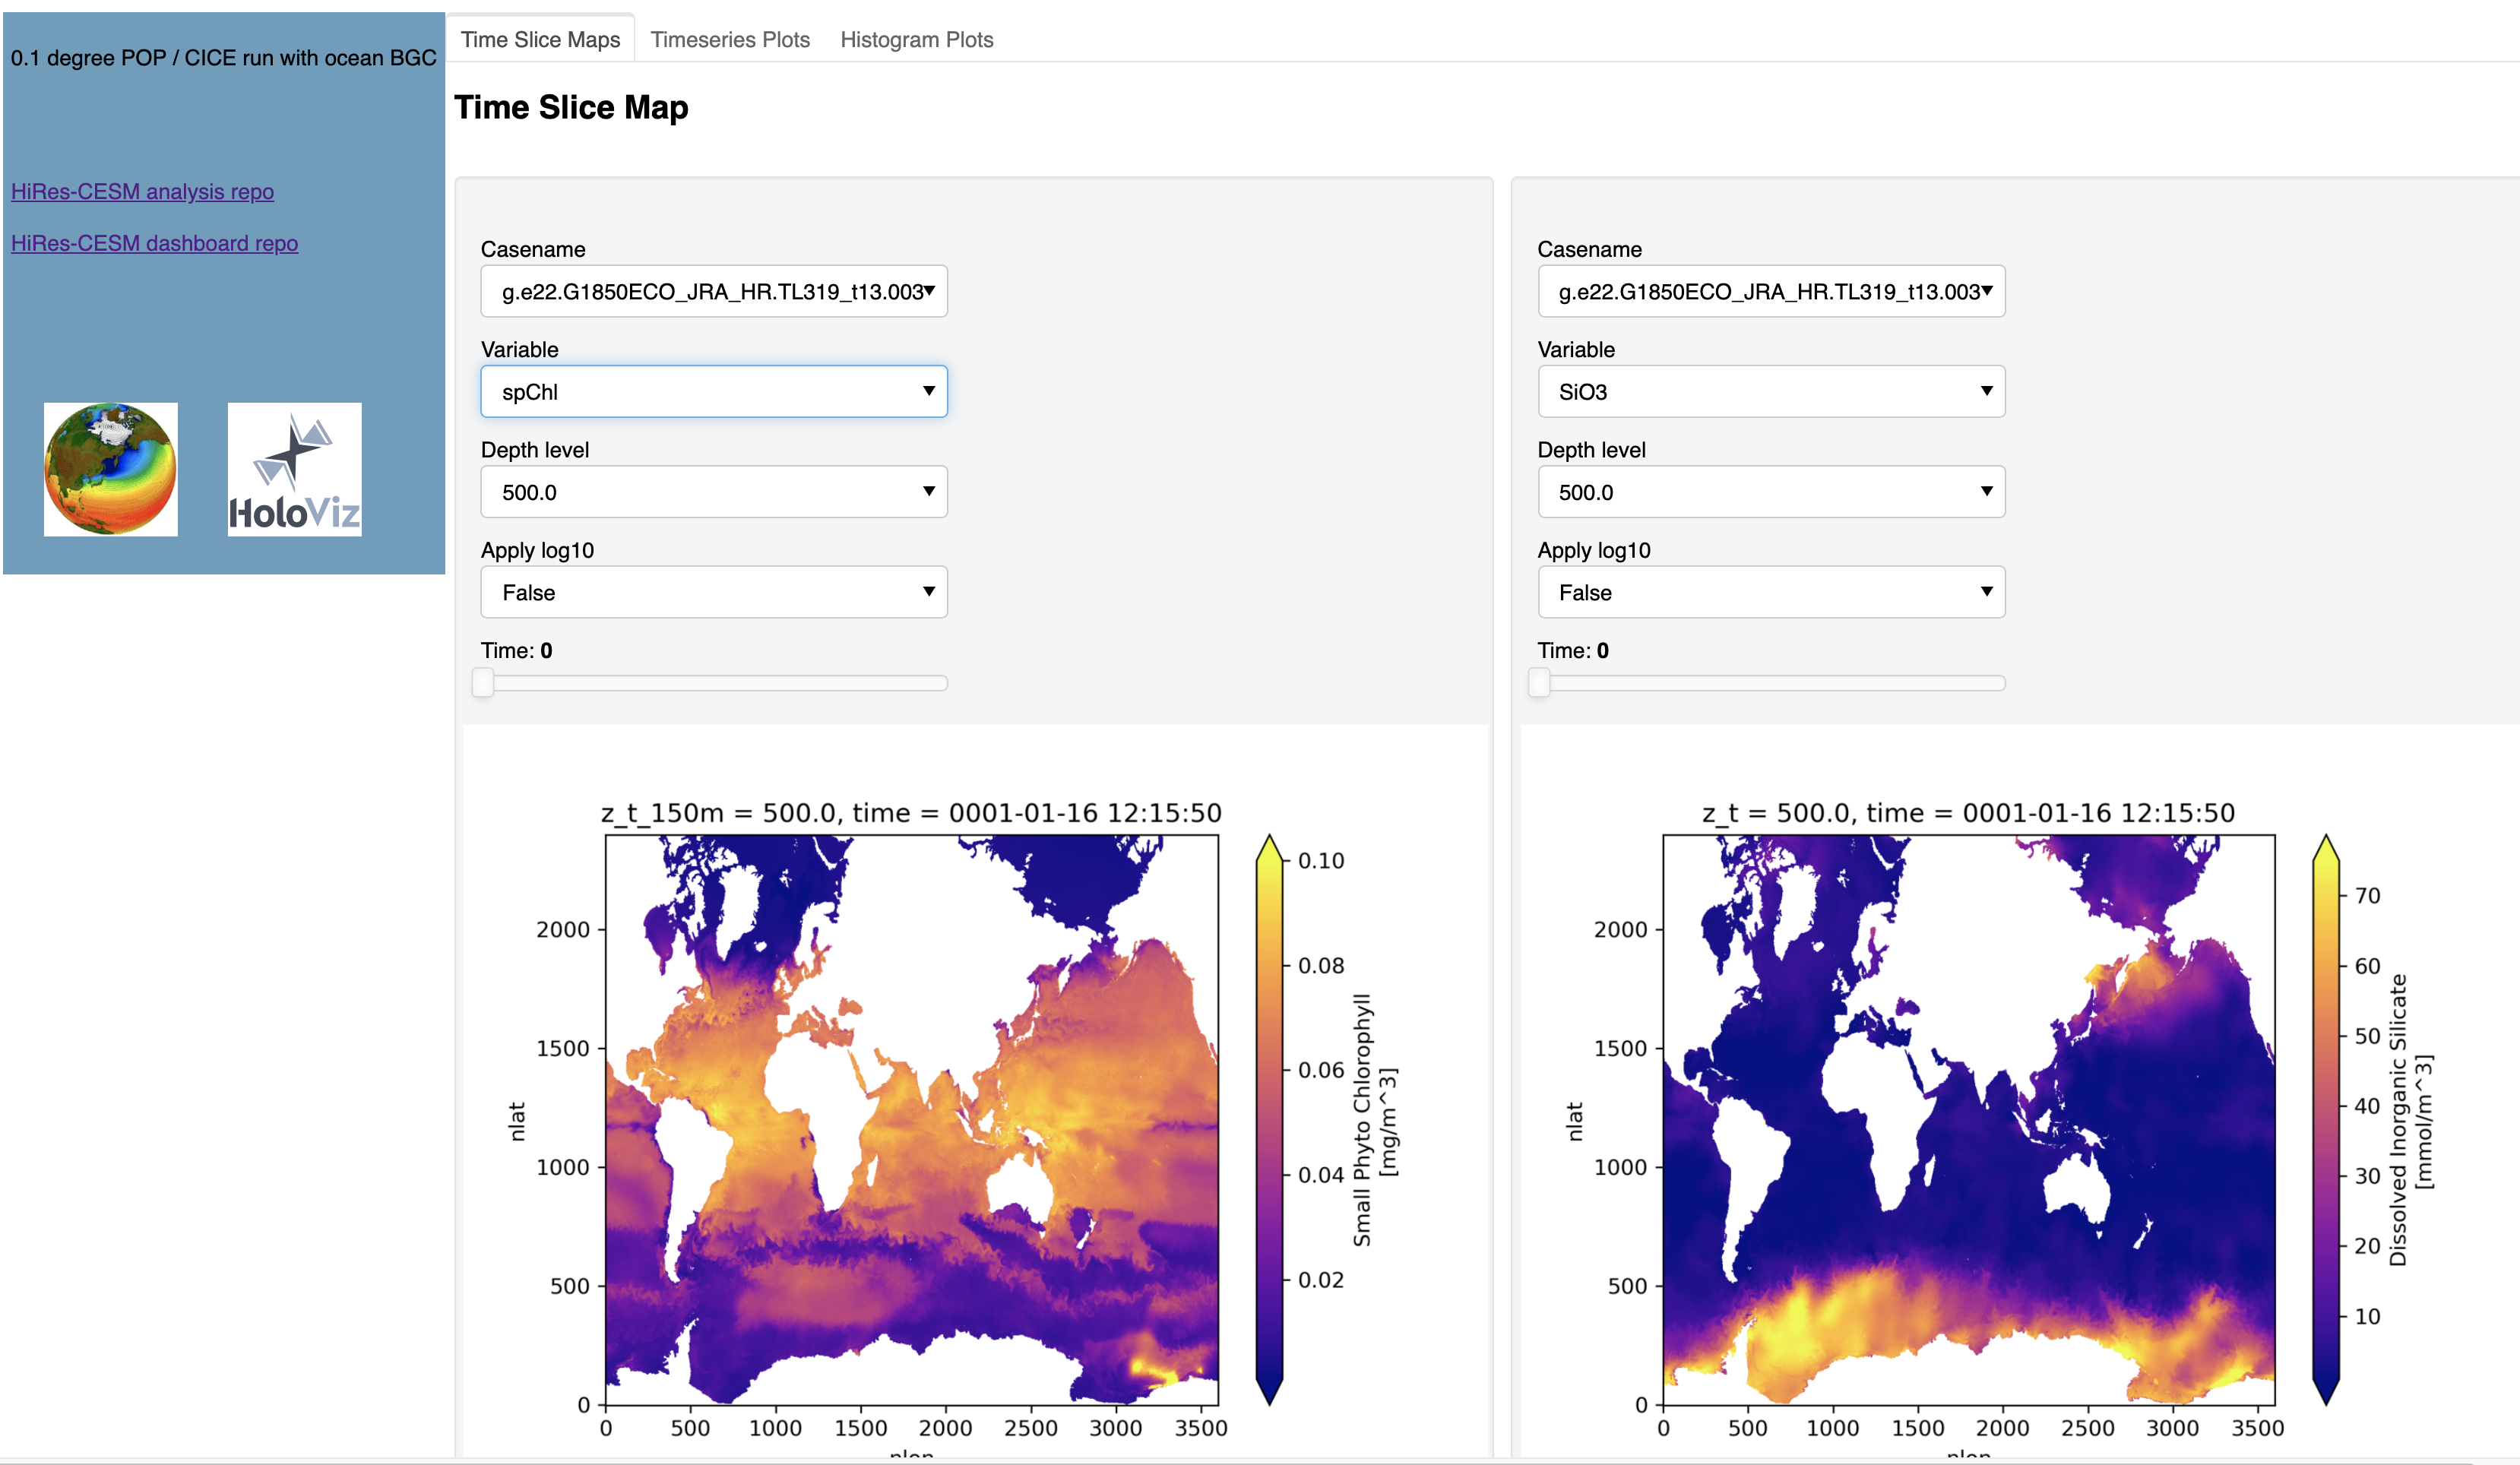 0.1 degree POP / CICE run with ocean BGC
HiRes-CESM analysis repo
HiRes-CESM dashboard repo
HoloViz
Time Slice Maps
Timeseries Plots
Histogram Plots
Time Slice Map
Casename
g.e22.G1850ECO_JRA_HR.TL319_t13.003
Variable
spChl
Depth level
500.0
Apply log10
False
Time: 0
z_t_150m = 500.0, time = 0001-01-16 12:15:50
nlat
2000
1500
1000
500
0
0 500 1000 1500 2000 2500 3000 3500
nlon
0.10
0.08
0.06
0.04
0.02
Small Phyto Chlorophyll
[mg/m^3]
Casename
g.e22.G1850ECO_JRA_HR.TL319_t13.003
Variable
SiO3
Depth level
500.0
Apply log10
False
Time: 0
z_t = 500.0, time = 0001-01-16 12:15:50
nlat
2000
1500
1000
500
0
0 500 1000 1500 2000 2500 3000 3500
nlon
70
60
50
40
30
20
10
Dissolved Inorganic Silicate
[mmol/m^3]